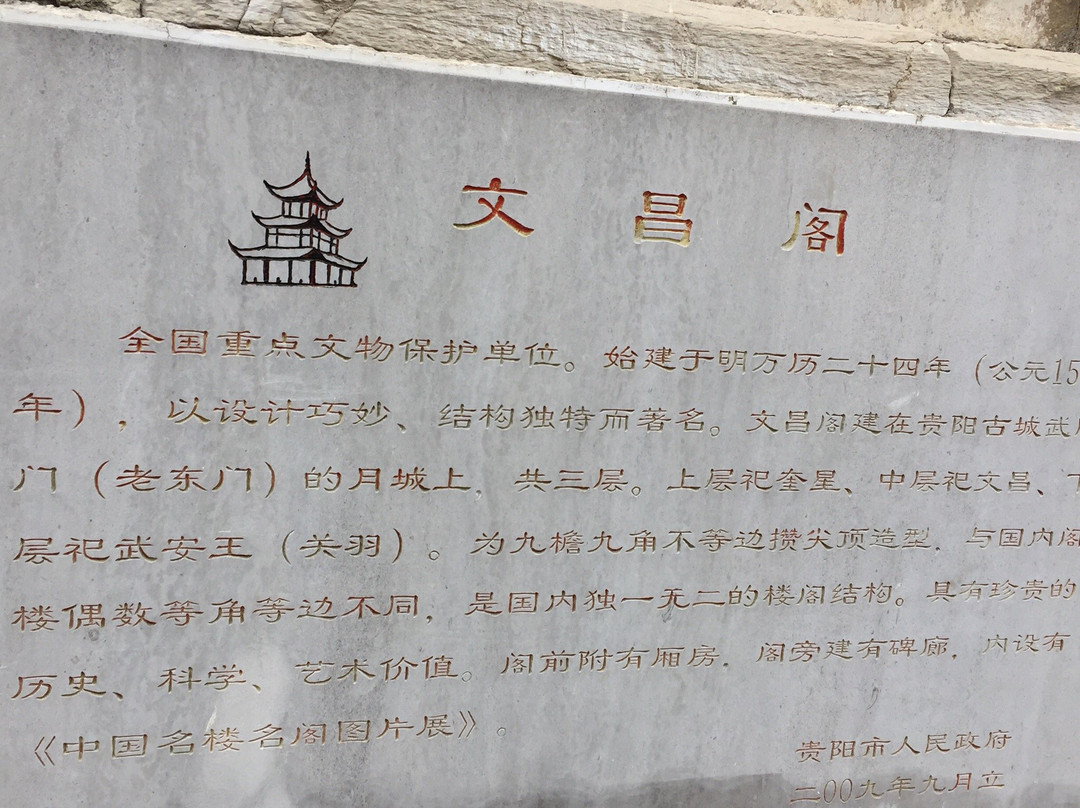 文昌阁
全国重点文物保护单位。始建于明万历二十四年（公元15
年），以设计巧妙、结构独特而著名。文昌阁建在贵阳古城武
门（老东门）的月城上，共三层。上层祀奎星、中层祀文昌、下
层祀武安王（关羽）。为九檐九角不等边攒尖顶造型，与国内阁
楼偶数等角等边不同，是国内独一无二的楼阁结构。具有珍贵的
历史、科学、艺术价值。阁前附有厢房，阁旁建有碑廊，内设有
《中国名楼名阁图片展》。
贵阳市人民政府
二00九年九月立